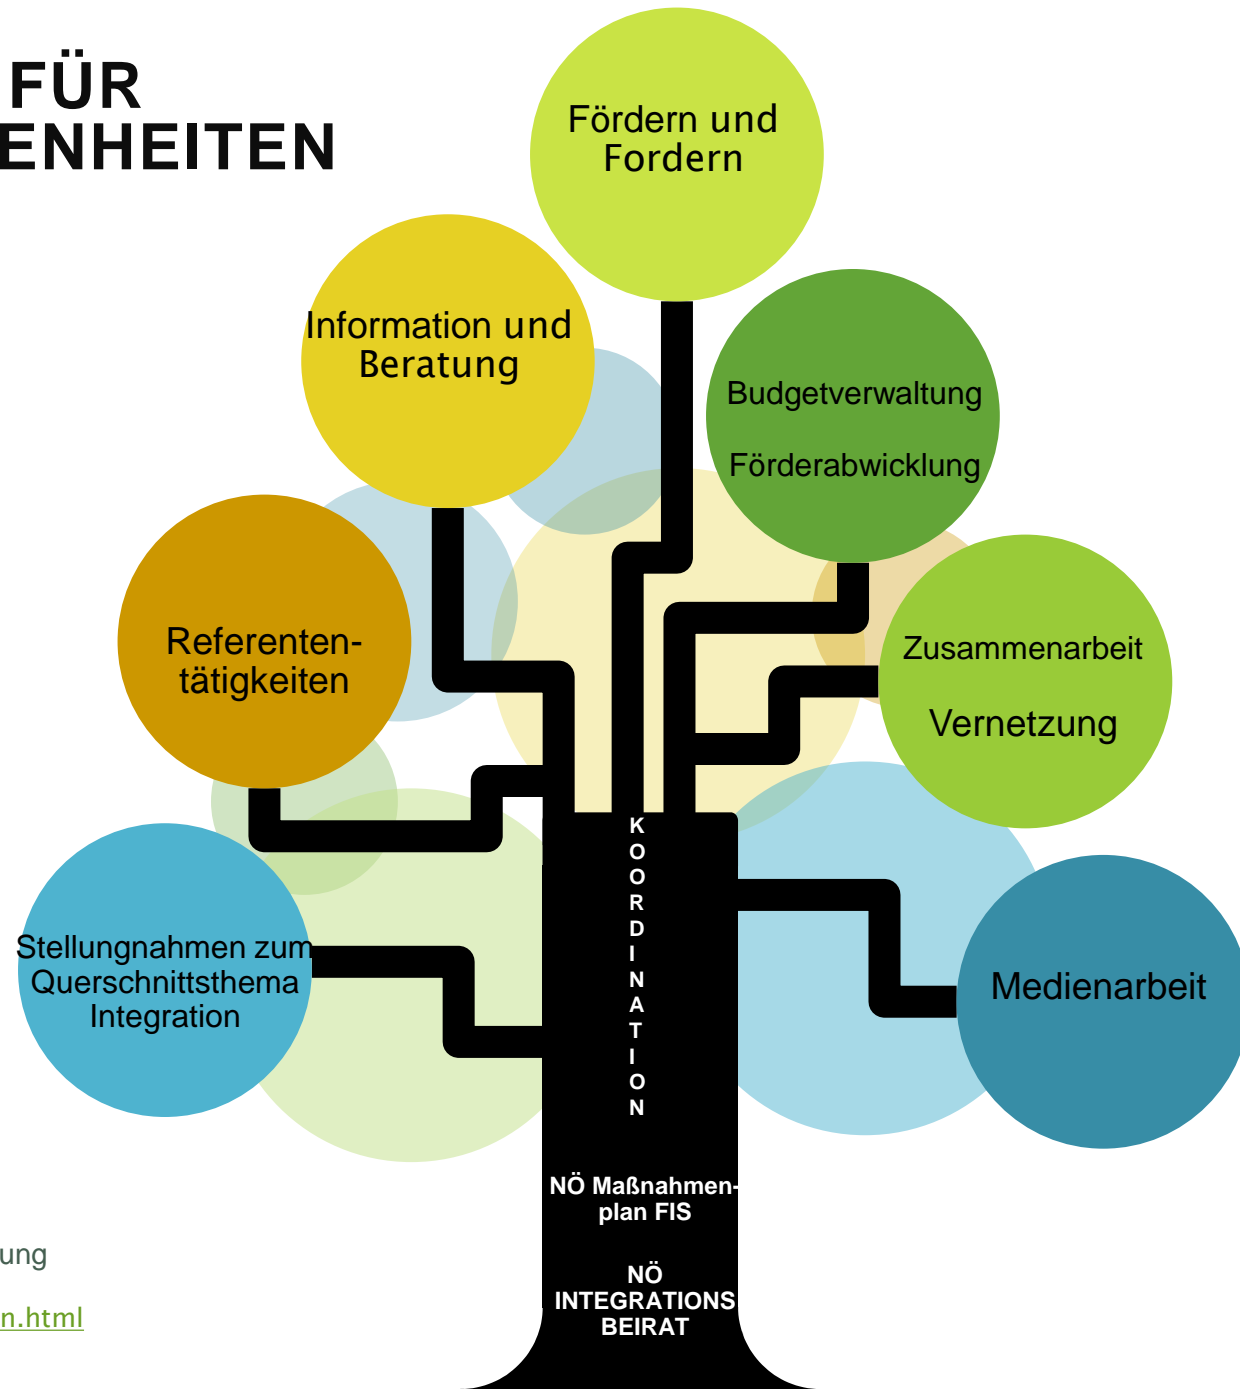 FÜR
ENHEITEN
Fördern und
Fordern
Information und
Beratung
Budgetverwaltung
Förderabwicklung
Referenten-
tätigkeiten
Zusammenarbeit
Vernetzung
Stellungnahmen zum
Querschnittsthema
Integration
Medienarbeit
KOORDINATION
NÖ Maßnahmen-
plan FIS
NÖ
INTEGRATIONS
BEIRAT
ung
n.html